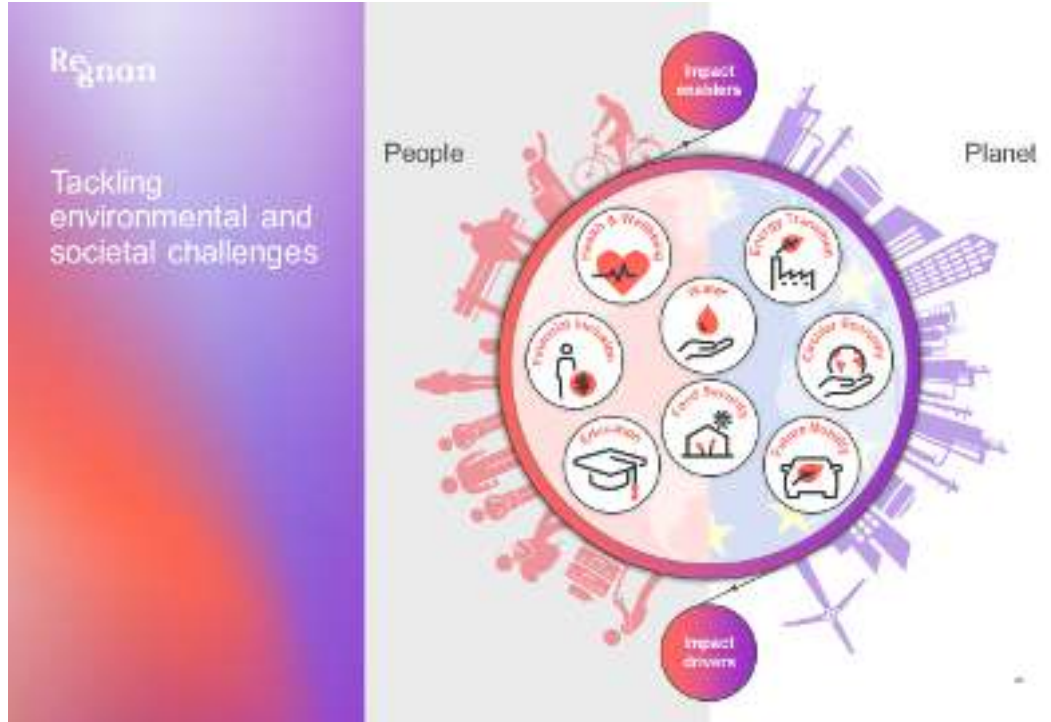 Regnan
Tackling
environmental and
societal challenges
People
Planet
Impact
enablers
Health & Wellbeing
Energy Transition
Water
Financial Inclusion
Circular Economy
Food Security
Education
Future Mobility
Impact
drivers